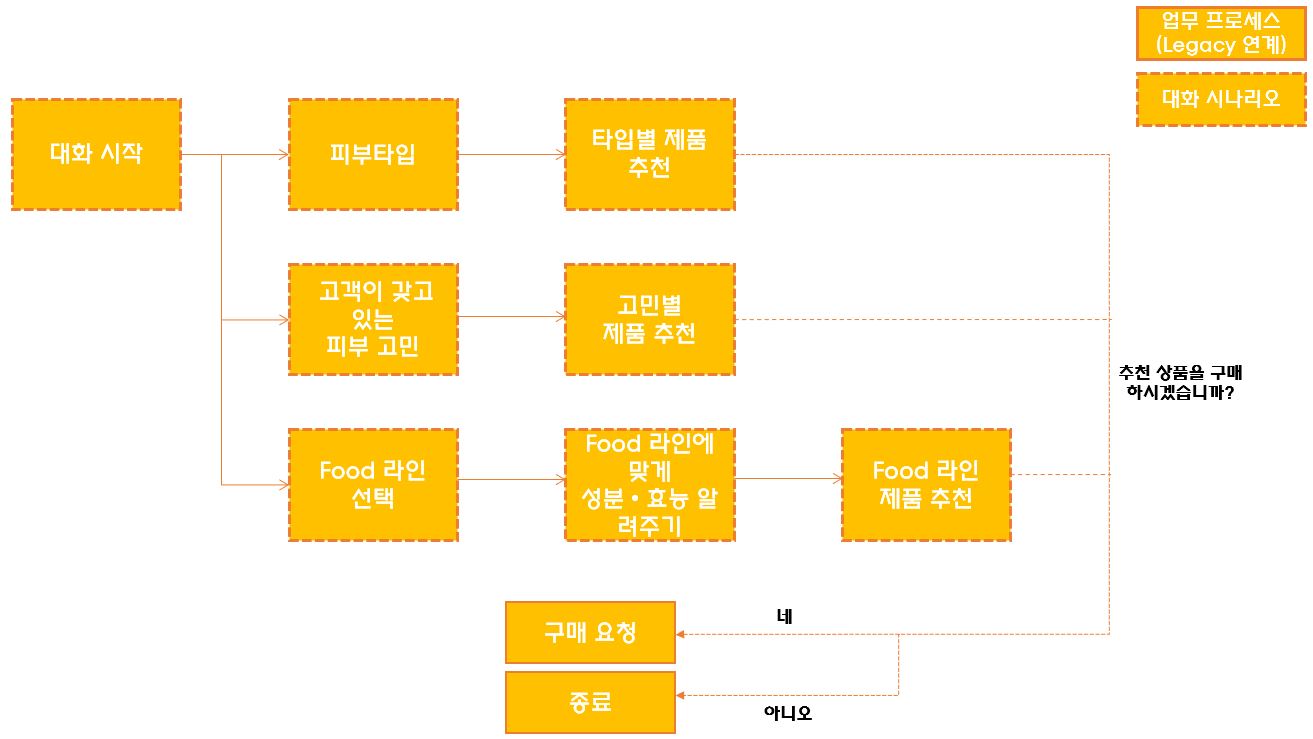 업무 프로세스
(Legacy 연계)
대화 시나리오
대화 시작
피부타입
타입별 제품
추천
고객이 갖고
있는
피부 고민
고민별
제품 추천
추천 상품을 구매
하시겠습니까?
Food 라인
선택
Food 라인에
맞게
성분·효능 알
려주기
Food 라인
제품 추천
네
구매 요청
종료
아니오